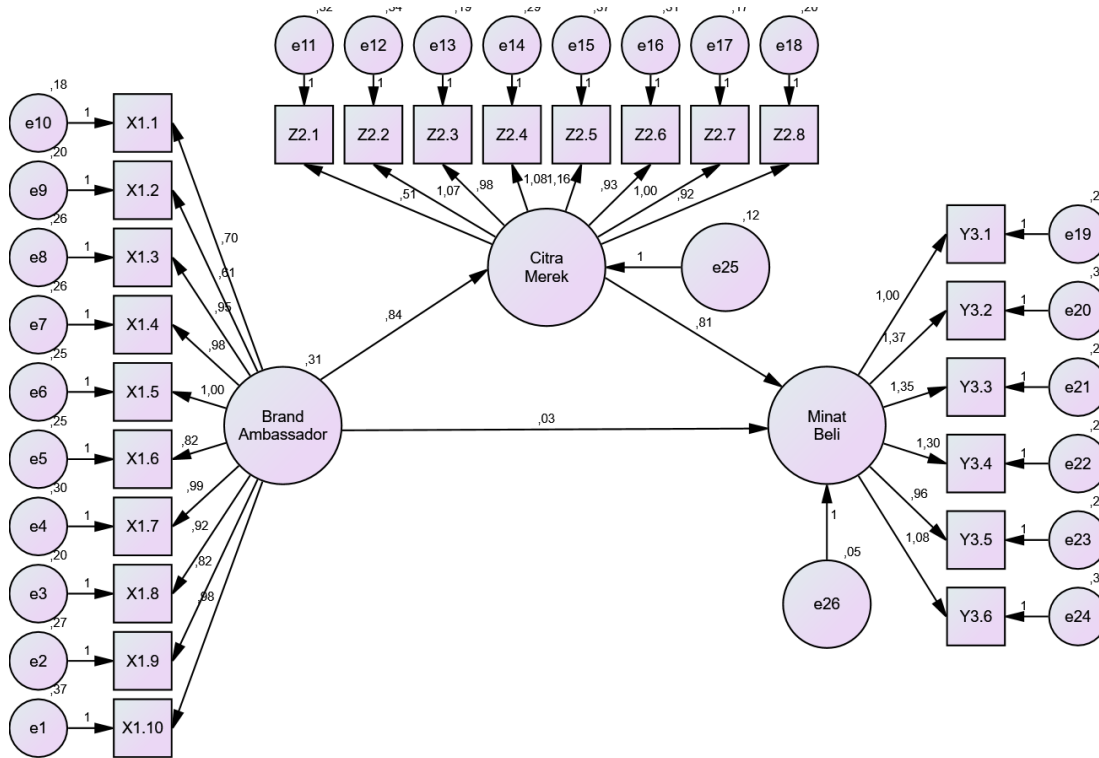 e11
e12
e13
e14
e15
e16
e17
e18
1
1
1
1
1
1
1
1
Z2.1
Z2.2
Z2.3
Z2.4
Z2.5
Z2.6
Z2.7
Z2.8
,51
1,07
,98
1,08
1,16
,93
1,00
,92
Citra
Merek
,12
e25
1
,18
e10
1
X1.1
,20
e9
1
X1.2
,26
e8
1
X1.3
,26
e7
1
X1.4
,25
e6
1
X1.5
,25
e5
1
X1.6
,30
e4
1
X1.7
,20
e3
1
X1.8
,27
e2
1
X1.9
,37
e1
1
X1.10
,70
,61
,95
,98
1,00
,82
,99
,92
,82
,98
,31
Brand
Ambassador
,84
,81
,03
Minat
Beli
1
,05
e26
1,00
1,37
1,35
1,30
,96
1,08
Y3.1
1
e19
Y3.2
1
e20
Y3.3
1
e21
Y3.4
1
e22
Y3.5
1
e23
Y3.6
1
e24